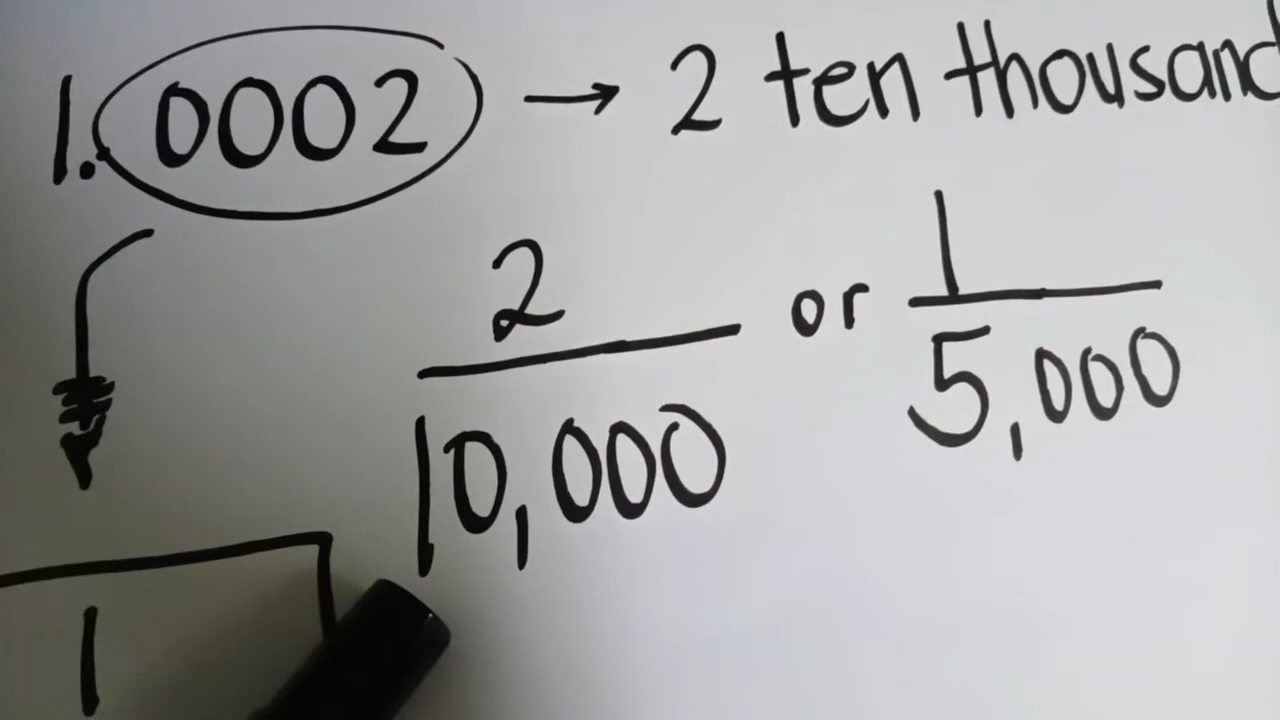 1.0002 → 2 ten thousand
2
10,000
or
1
5,000
1